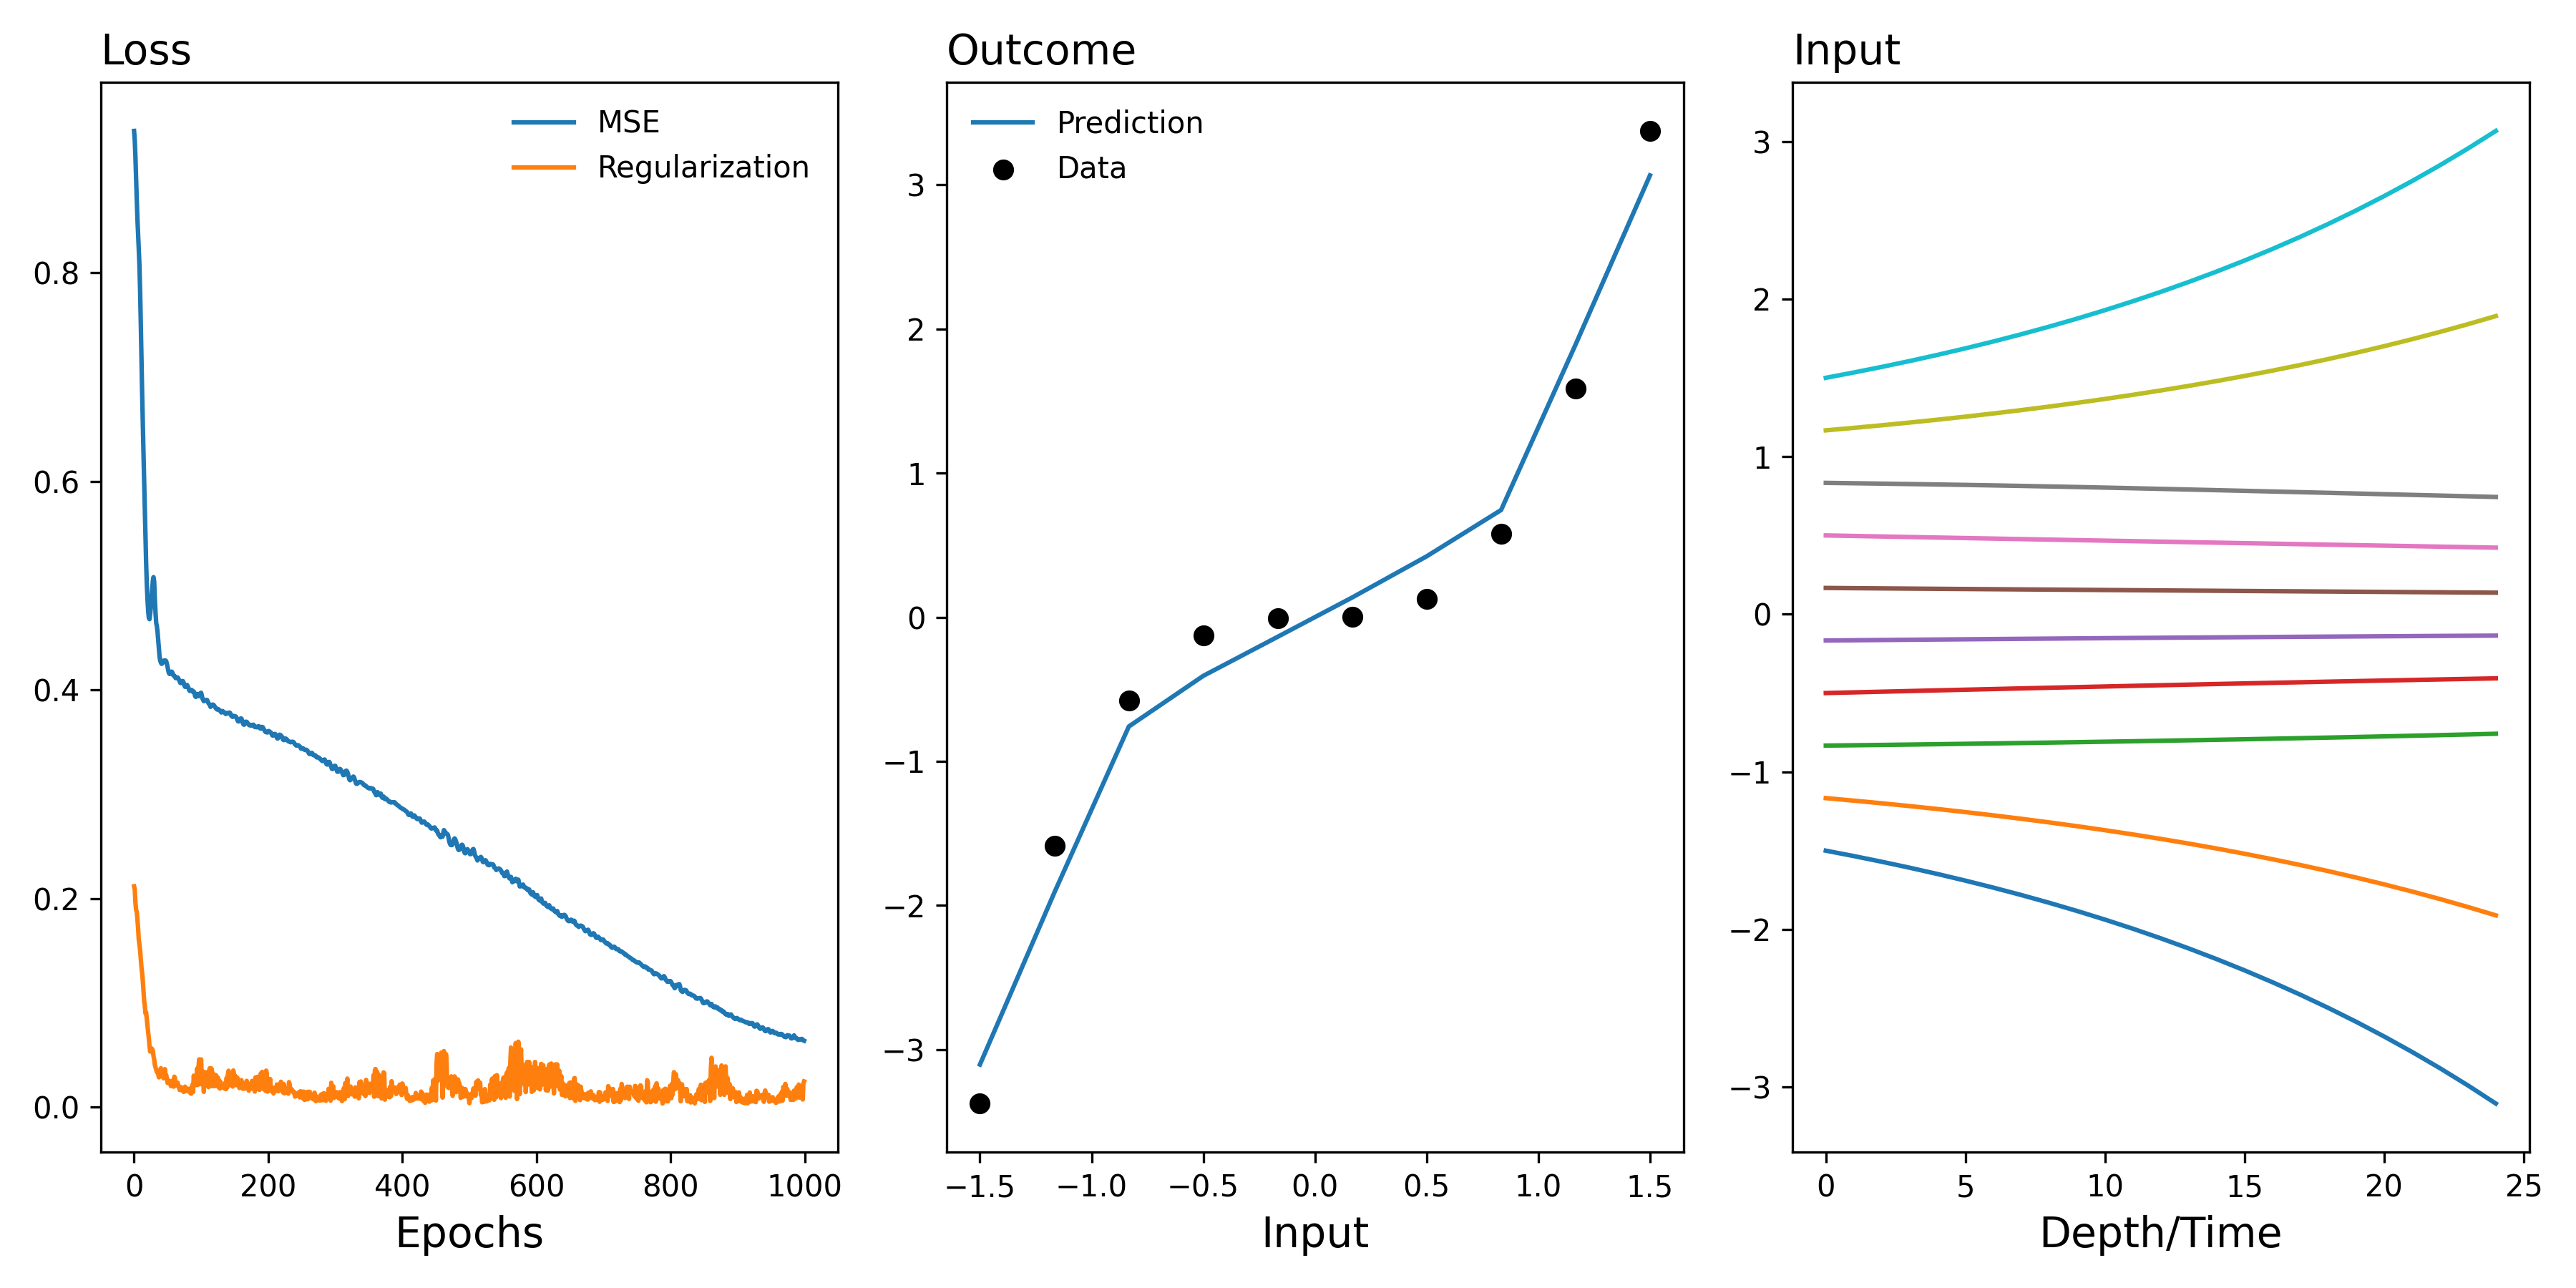 Loss
MSE
Regularization
0.8
0.6
0.4
0.2
0.0
0 200 400 600 800 1000
Epochs
Outcome
Prediction
Data
3
2
1
0
−1
−2
−3
−1.5 −1.0 −0.5 0.0 0.5 1.0 1.5
Input
Input
3
2
1
0
−1
−2
−3
0 5 10 15 20 25
Depth/Time